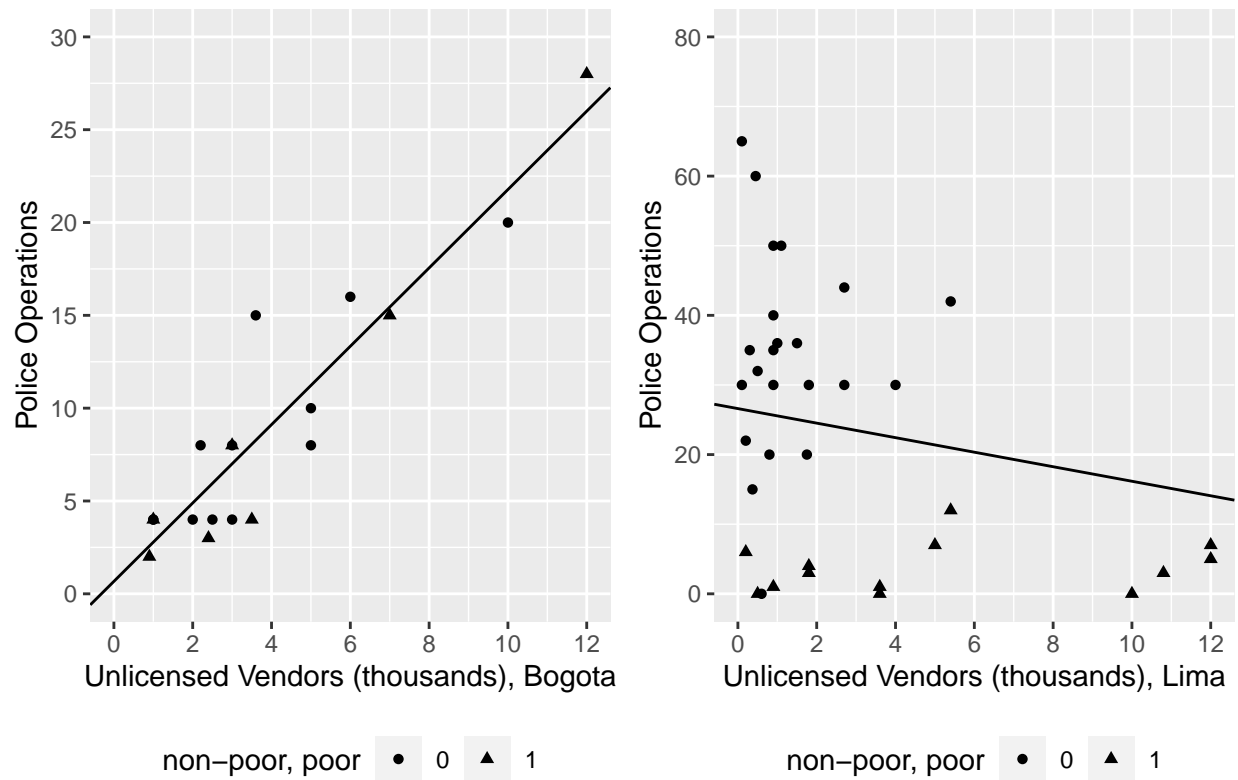 30
25
20
15
10
5
0
Police Operations
0 2 4 6 8 10 12
Unlicensed Vendors (thousands), Bogota
non−poor, poor 0 1
80
60
40
20
0
Police Operations
0 2 4 6 8 10 12
Unlicensed Vendors (thousands), Lima
non−poor, poor 0 1